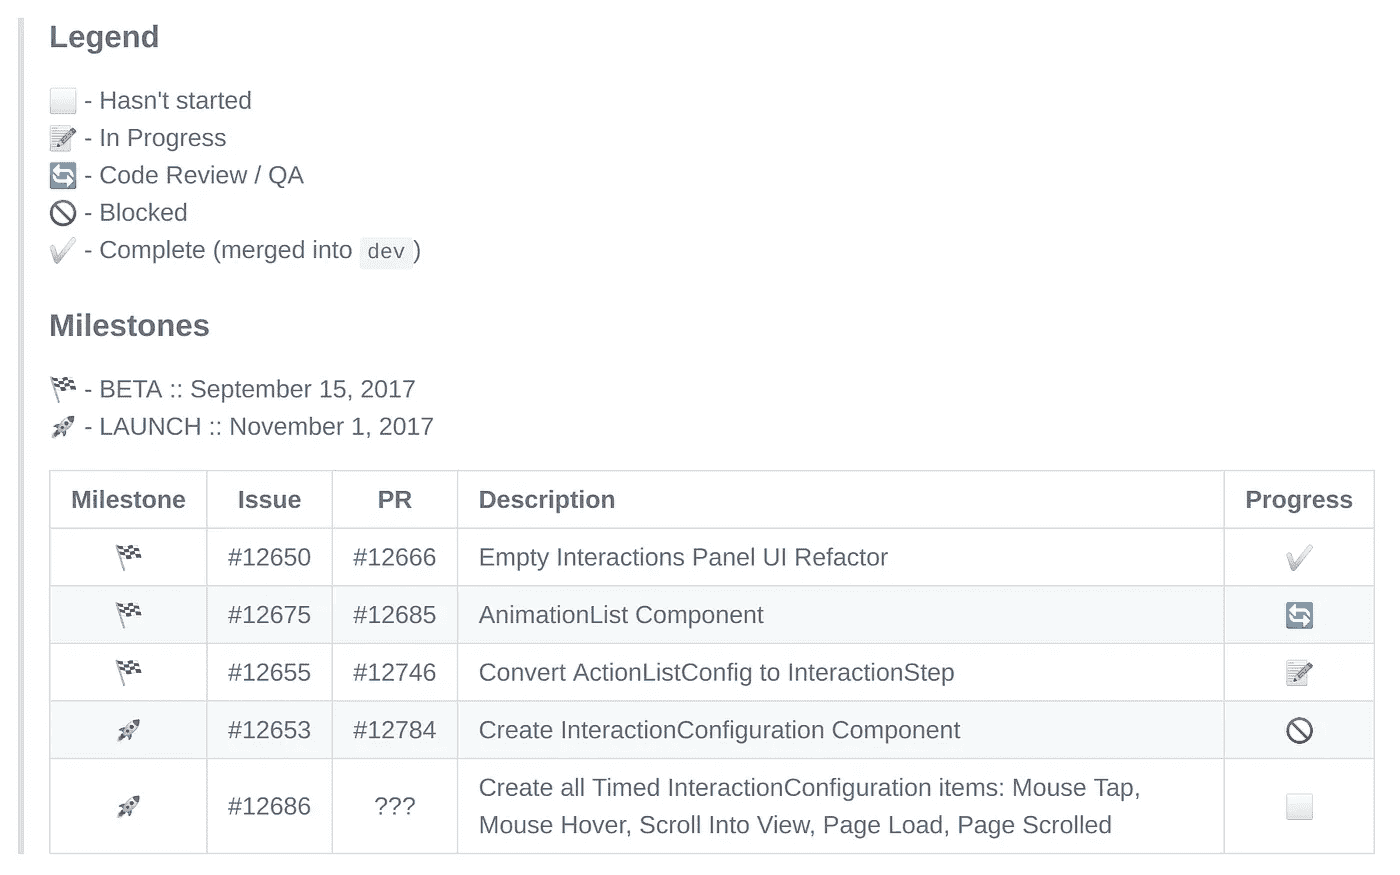 Legend
- Hasn't started
- In Progress
- Code Review / QA
- Blocked
- Complete (merged into dev)
Milestones
- BETA :: September 15, 2017
- LAUNCH :: November 1, 2017
Milestone Issue PR Description Progress
#12650 #12666 Empty Interactions Panel UI Refactor
#12675 #12685 AnimationList Component
#12655 #12746 Convert ActionListConfig to InteractionStep
#12653 #12784 Create InteractionConfiguration Component
#12686 ??? Create all Timed InteractionConfiguration items: Mouse Tap,
Mouse Hover, Scroll Into View, Page Load, Page Scrolled